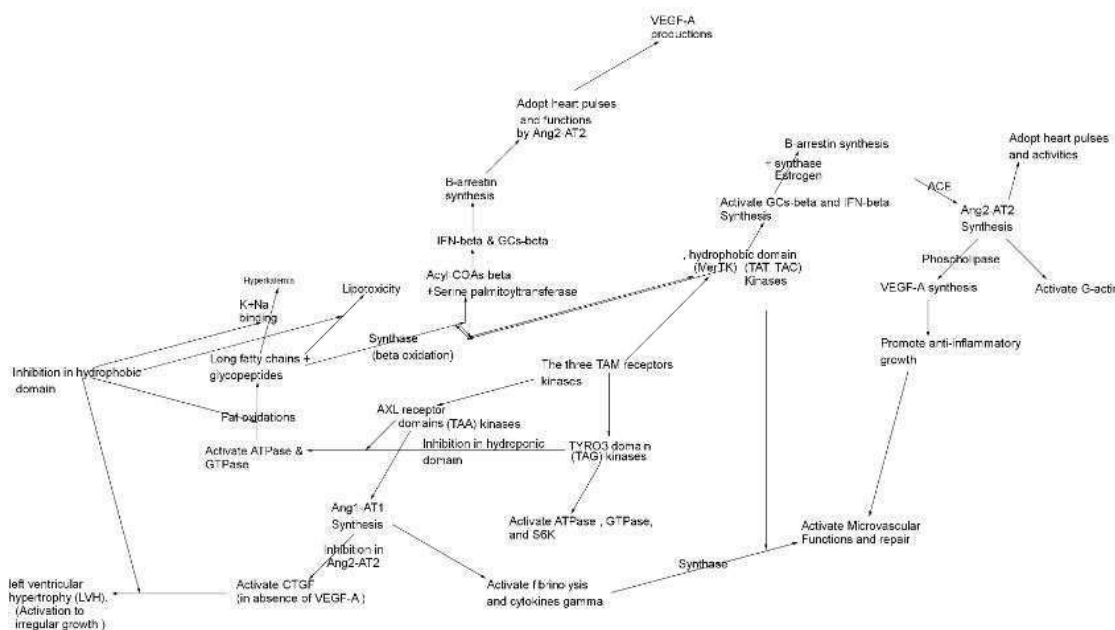 VEGF-A
productions
Adopt heart pulses
and functions
by Ang2-AT2
B-arrestin
synthesis
IFN-beta & GCs-beta
Acyl COAs beta
+Serine palmitoyltransferase
B-arrestin synthesis
+ synthase
Estrogen
Activate GCs-beta and IFN-beta
Synthesis
hydrophobic domain
(MerTK) (TAT, TAC)
Kinases
Adopt heart pulses
and activities
ACE
Ang2-AT2
Synthesis
Phospholipase
VEGF-A synthesis
Activate G-actin
Promote anti-inflammatory
growth
Hyperkalemia
K+Na
binding
Lipotoxicity
Synthase
(beta oxidation)
Long fatty chains +
glycopeptides
Inhibition in hydrophobic
domain
Fat oxidations
Activate ATPase &
GTPase
The three TAM receptors
kinases
AXL receptor
domains (TAA) kinases
Inhibition in hydroponic
domain
TYRO3 domain
(TAG) kinases
Ang1-AT1
Synthesis
Activate ATPase , GTPase,
and S6K
Inhibition in
Ang2-AT2
Activate Microvascular
Functions and repair
Synthase
left ventricular
hypertrophy (LVH).
(Activation to
irregular growth )
Activate CTGF
(in absence of VEGF-A )
Activate fibrinolysis
and cytokines gamma